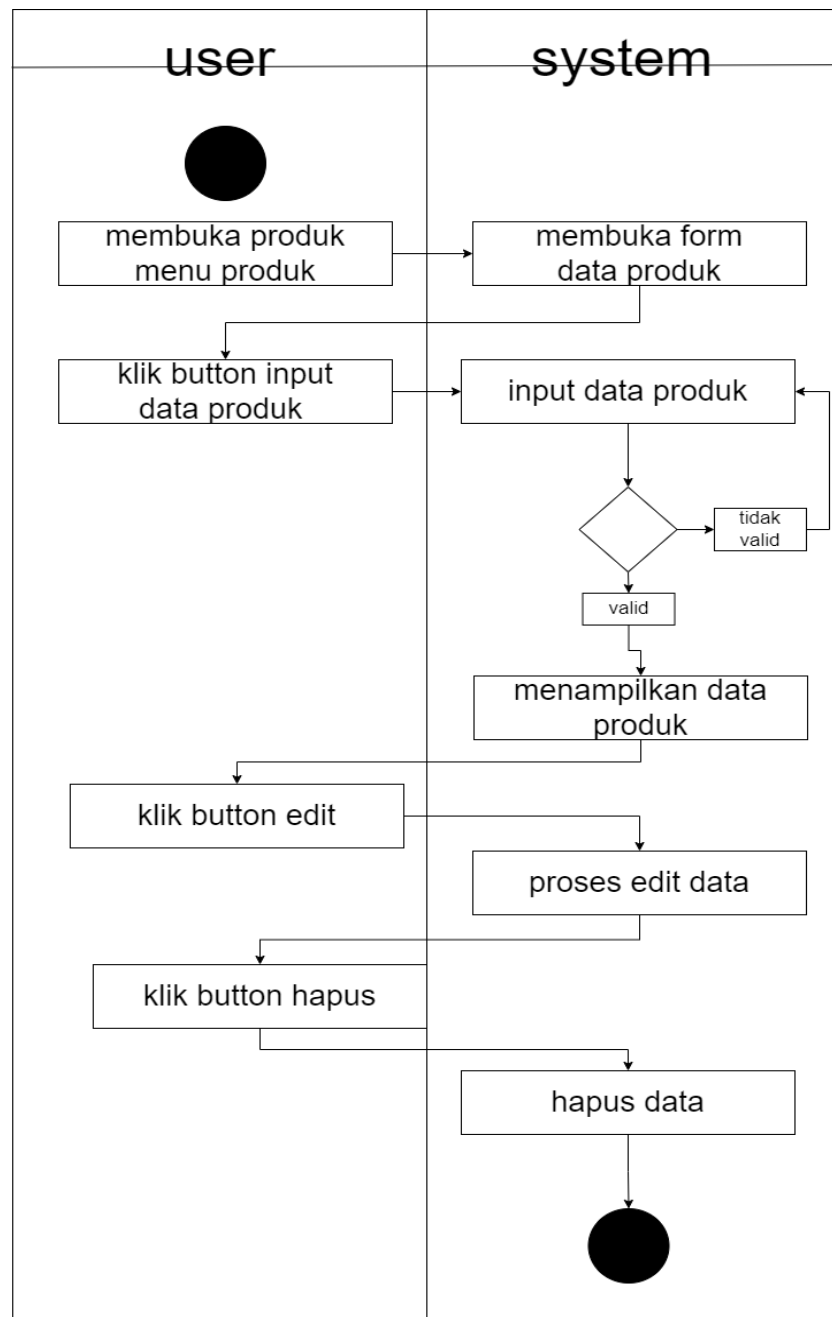 user
system
membuka produk
menu produk
membuka form
data produk
klik button input
data produk
input data produk
tidak
valid
valid
menampilkan data
produk
klik button edit
proses edit data
klik button hapus
hapus data